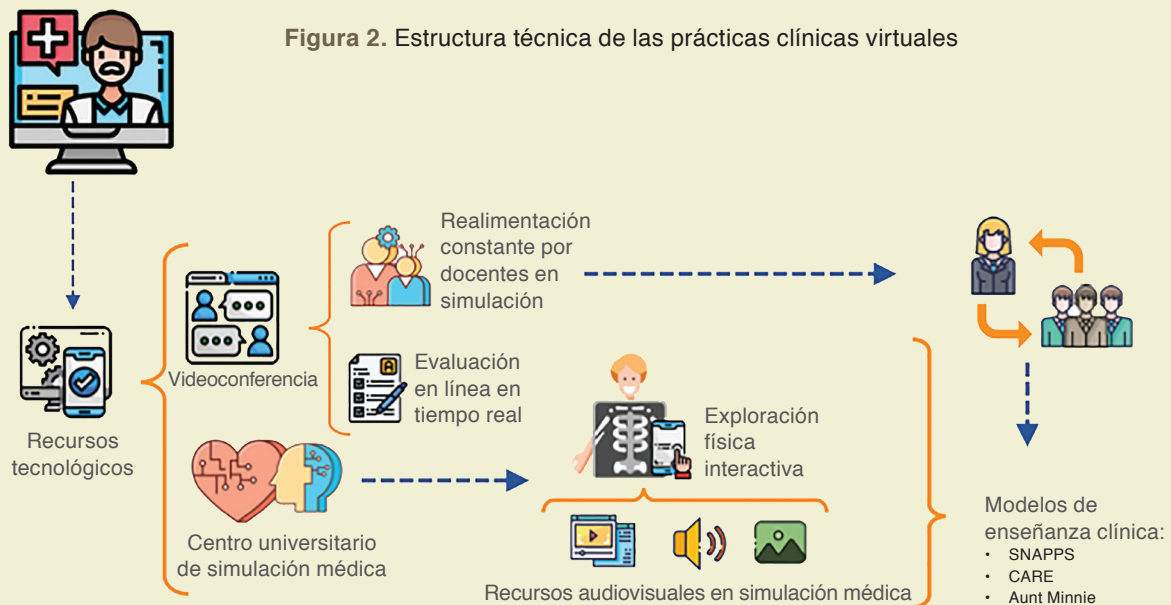 Figura 2. Estructura técnica de las prácticas clínicas virtuales
Recursos
tecnológicos
Videoconferencia
Realimentación
constante por
docentes en
simulación
A
Evaluación
en línea en
tiempo real
Centro universitario
de simulación médica
Exploración
física
interactiva
Recursos audiovisuales en simulación médica
Modelos de
enseñanza clínica:
• SNAPPS
• CARE
• Aunt Minnie